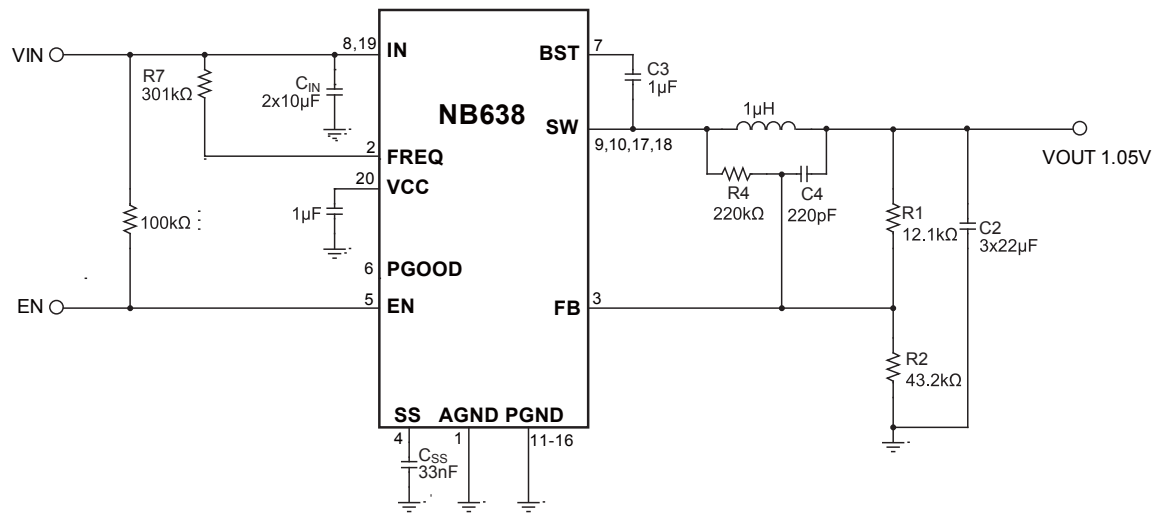 VIN
8,19
IN
BST
7
R7
301kΩ
C_IN
2x10µF
C3
1µF
NB638
1µH
SW
9,10,17,18
VOUT 1.05V
2
FREQ
20
VCC
R4
220kΩ
C4
220pF
1µF
100kΩ
R1
12.1kΩ
C2
3x22µF
6
PGOOD
EN
5
EN
FB
3
R2
43.2kΩ
SS
AGND
PGND
4
1
11-16
C_SS
33nF